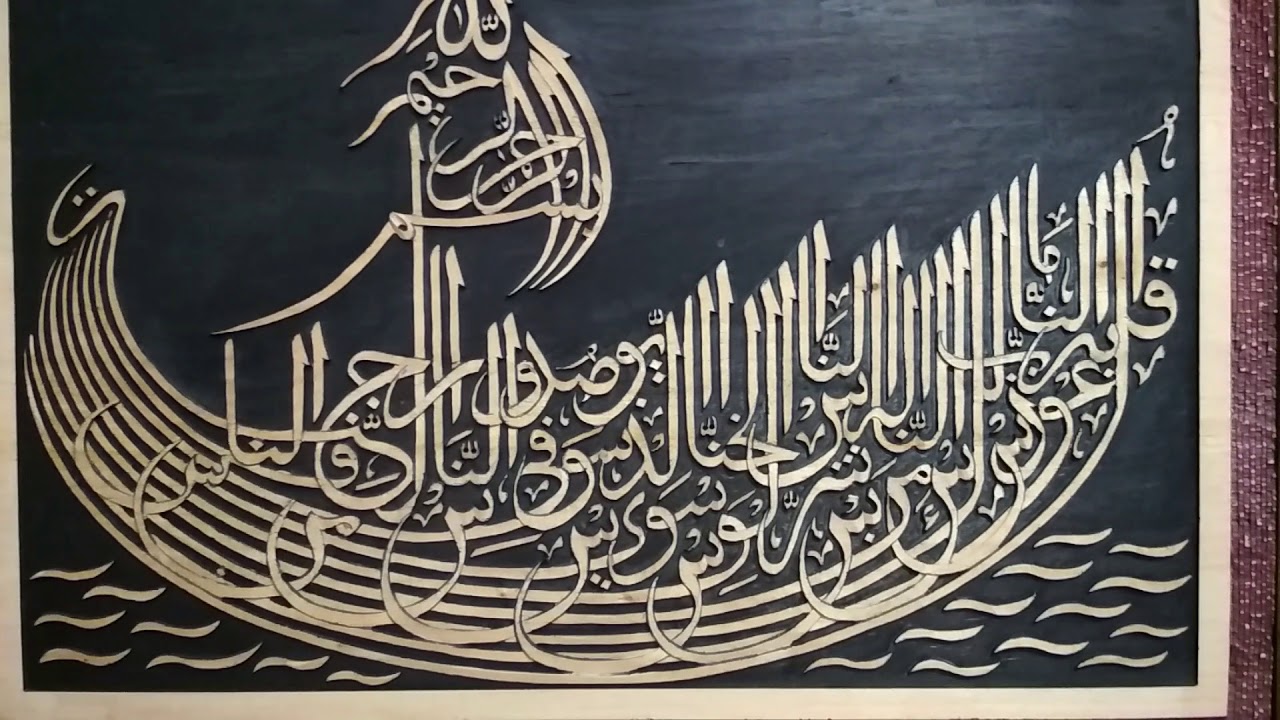 بسم الله الرحمن الرحيم
قل أعوذ برب الناس ملك الناس إله الناس من شر الوسواس الخناس الذي يوسوس في صدور الناس من الجنة والناس